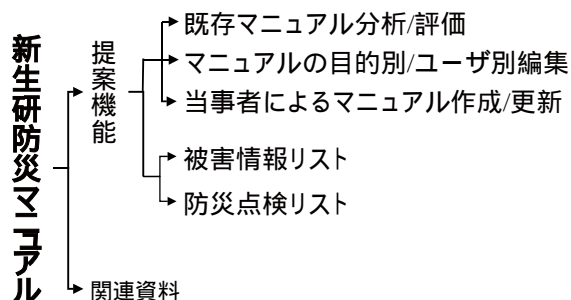 新生研防災マニュアル
提案機能
既存マニュアル分析/評価
マニュアルの目的別/ユーザ別編集
当事者によるマニュアル作成/更新
被害情報リスト
防災点検リスト
関連資料